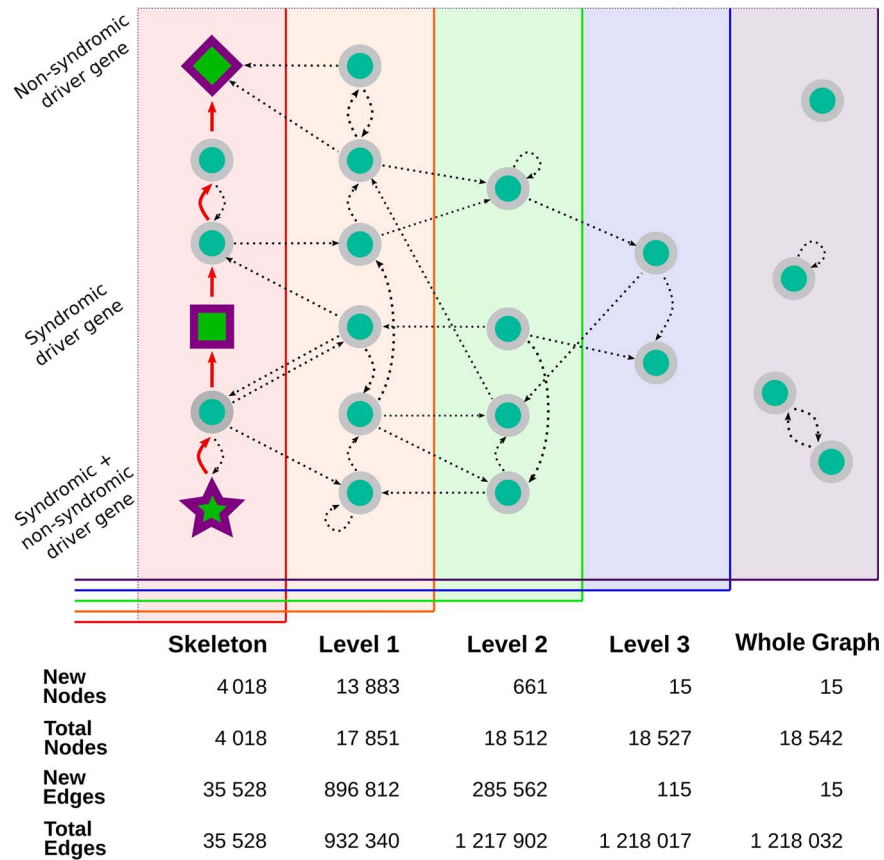 Non-syndromic
driver gene
Syndromic
driver gene
Syndromic +
non-syndromic
driver gene
Skeleton Level 1 Level 2 Level 3 Whole Graph
New
Nodes 4 018 13 883 661 15 15
Total
Nodes 4 018 17 851 18 512 18 527 18 542
New
Edges 35 528 896 812 285 562 115 15
Total
Edges 35 528 932 340 1 217 902 1 218 017 1 218 032